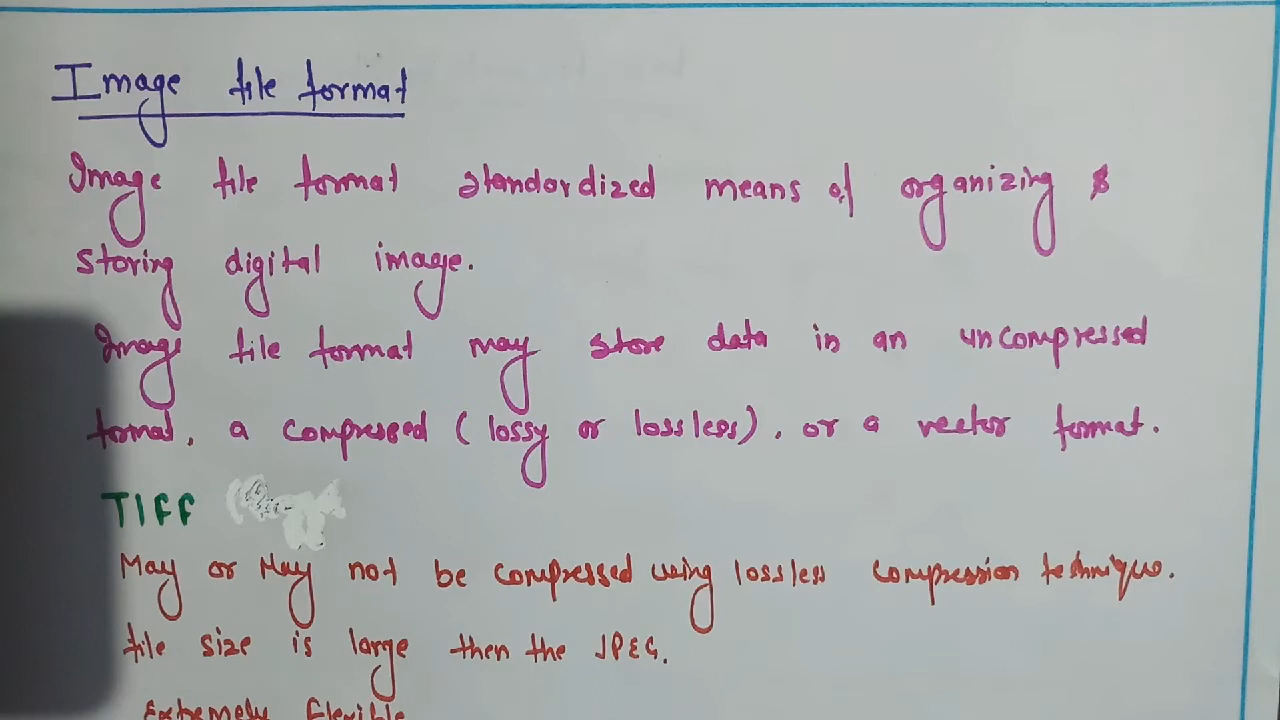 Image file format
Image file format standardized means of organizing &
storing digital image.
Image file format may store data in an uncompressed
format, a compressed (lossy or lossless), or a vector format.
TIFF
May or May not be compressed using lossless compression technique.
file size is large then the JPEG.
Extremely flexible